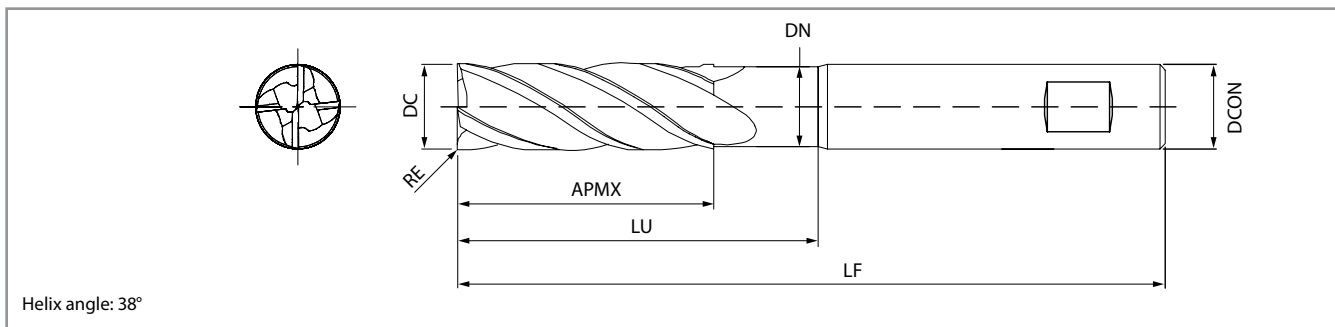 DN
DC
DCON
RE
APMX
LU
LF
Helix angle: 38°